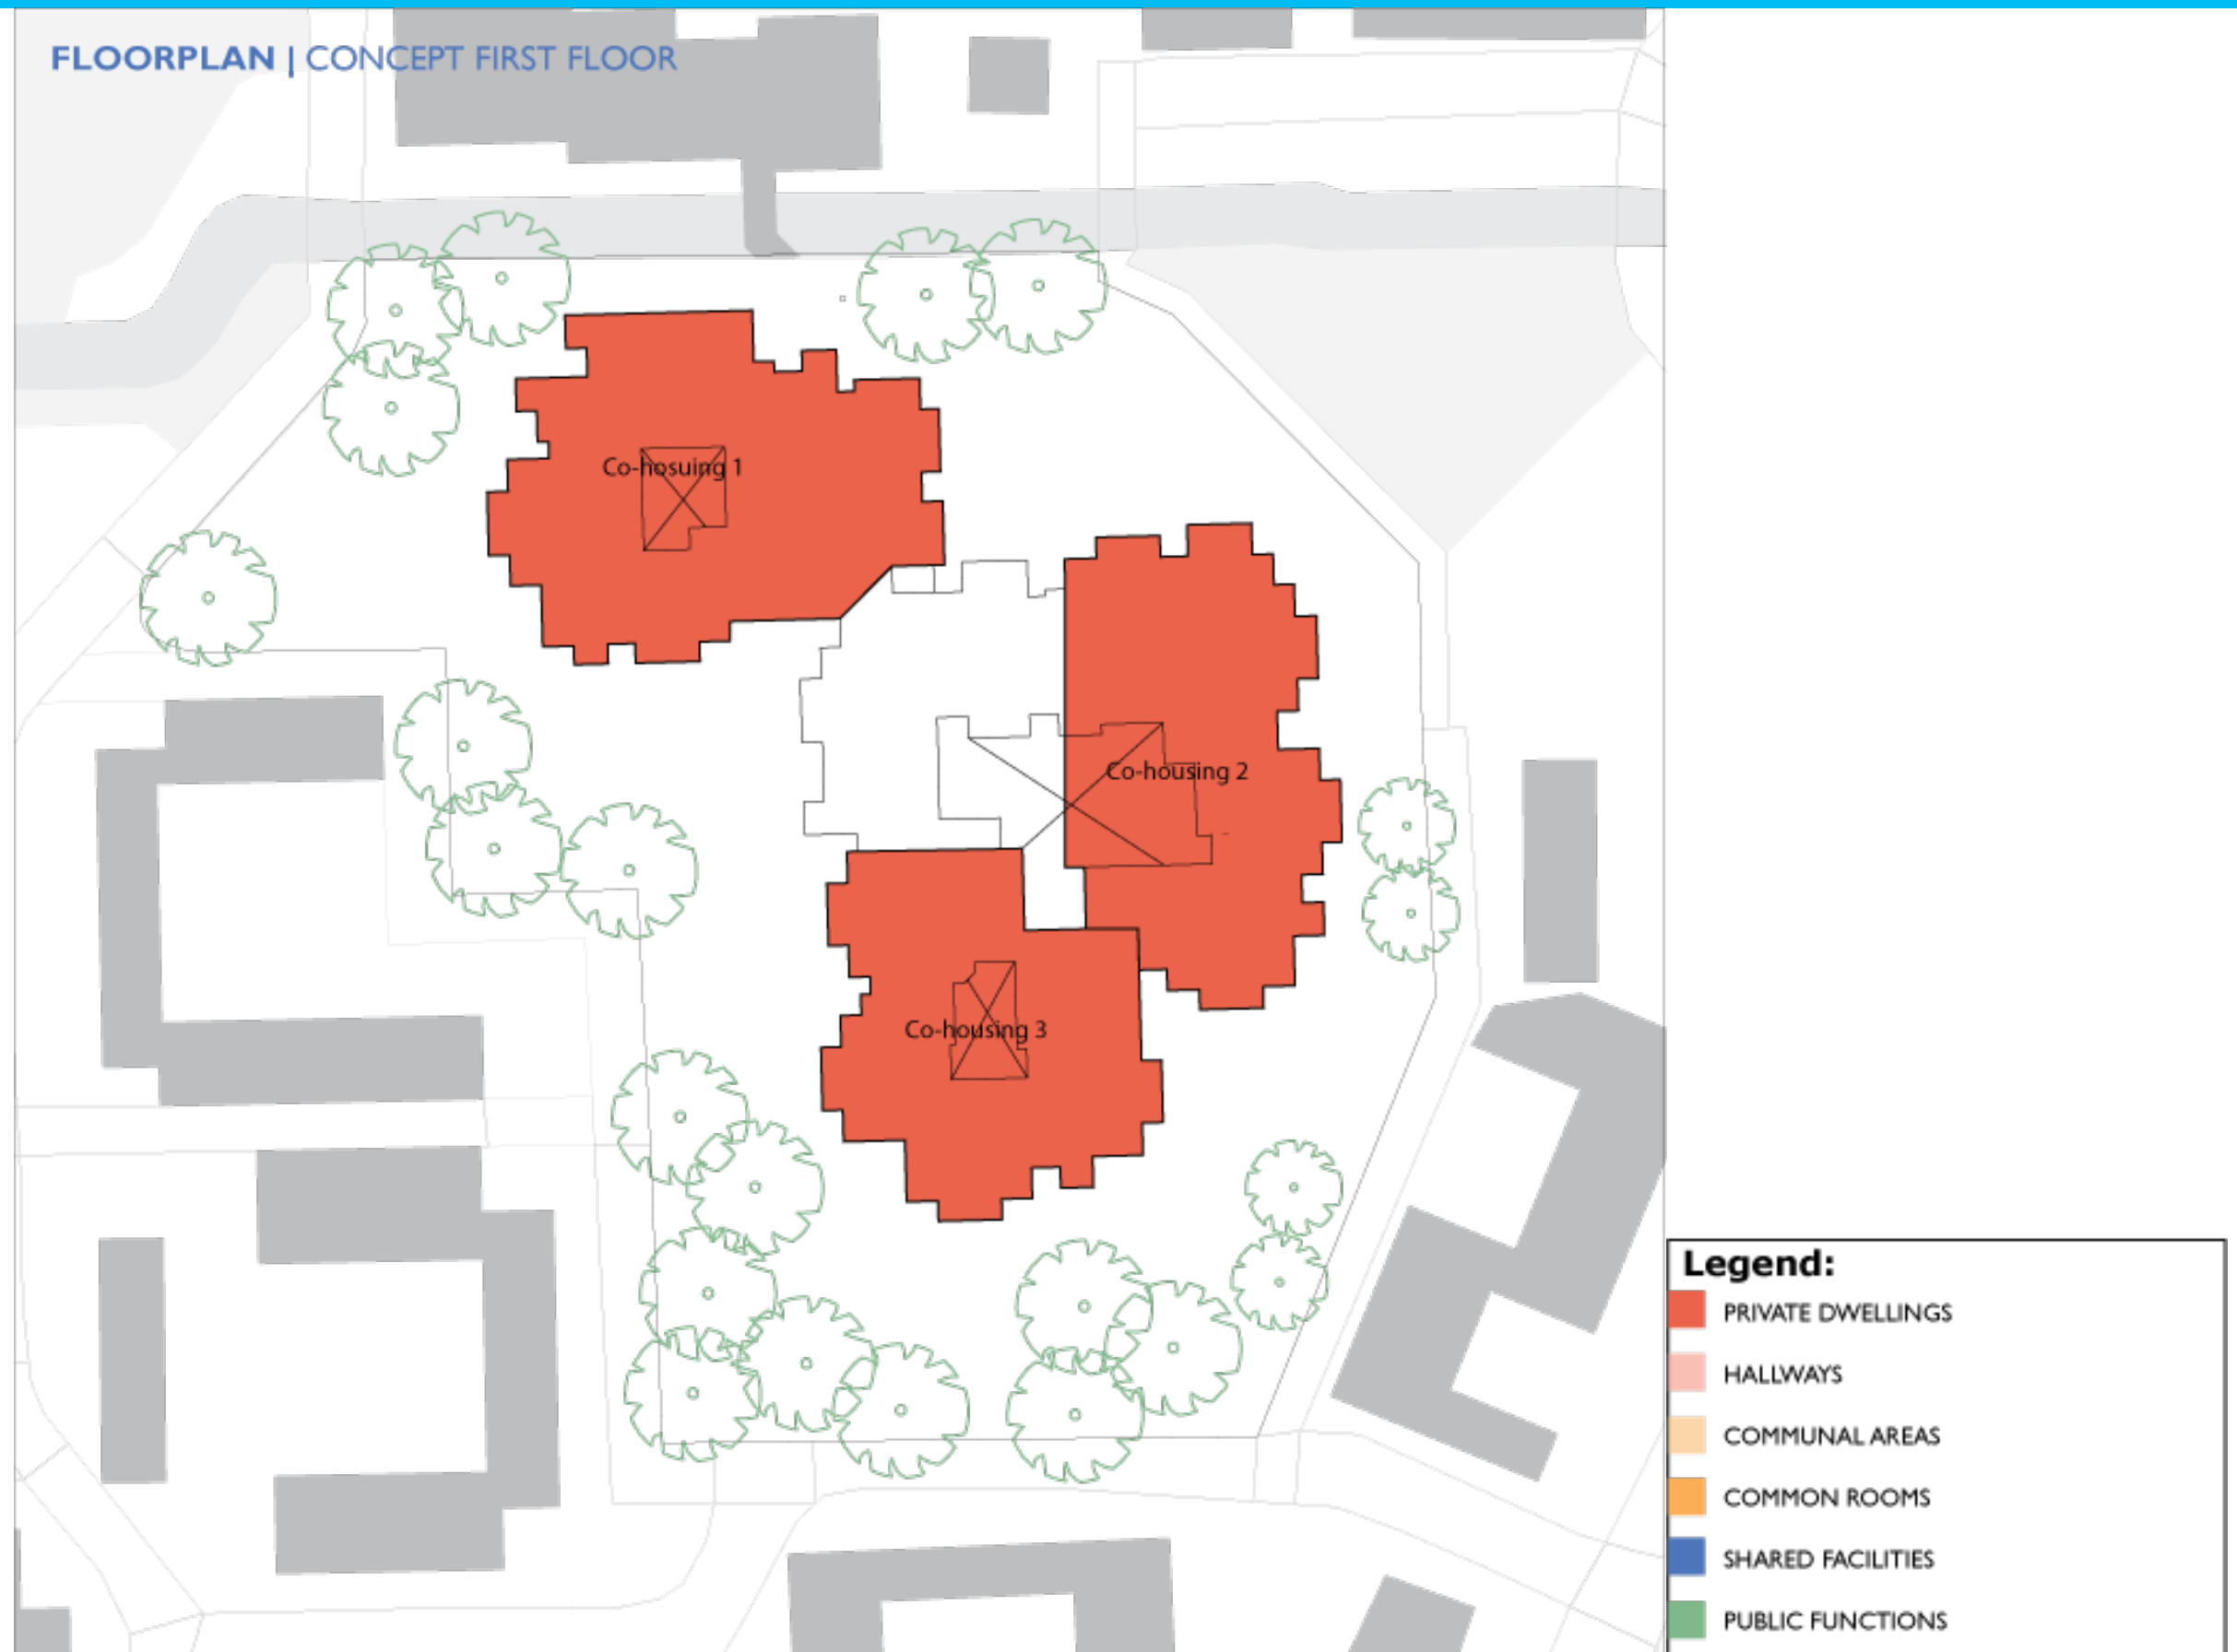 FLOORPLAN | CONCEPT FIRST FLOOR
Co-hosuing 1
Co-housing 2
Co-housing 3
Legend:
PRIVATE DWELLINGS
HALLWAYS
COMMUNAL AREAS
COMMON ROOMS
SHARED FACILITIES
PUBLIC FUNCTIONS